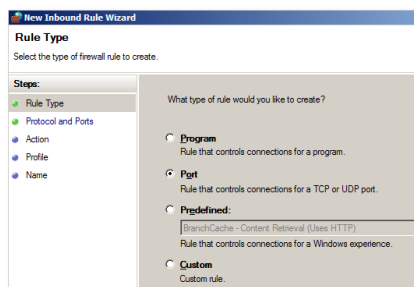 New Inbound Rule Wizard
Rule Type
Select the type of firewall rule to create.
Steps:
Rule Type
Protocol and Ports
Action
Profile
Name
What type of rule would you like to create?
Program
Rule that controls connections for a program.
Port
Rule that controls connections for a TCP or UDP port.
Predefined:
BranchCache - Content Retrieval (Uses HTTP)
Rule that controls connections for a Windows experience.
Custom
Custom rule.